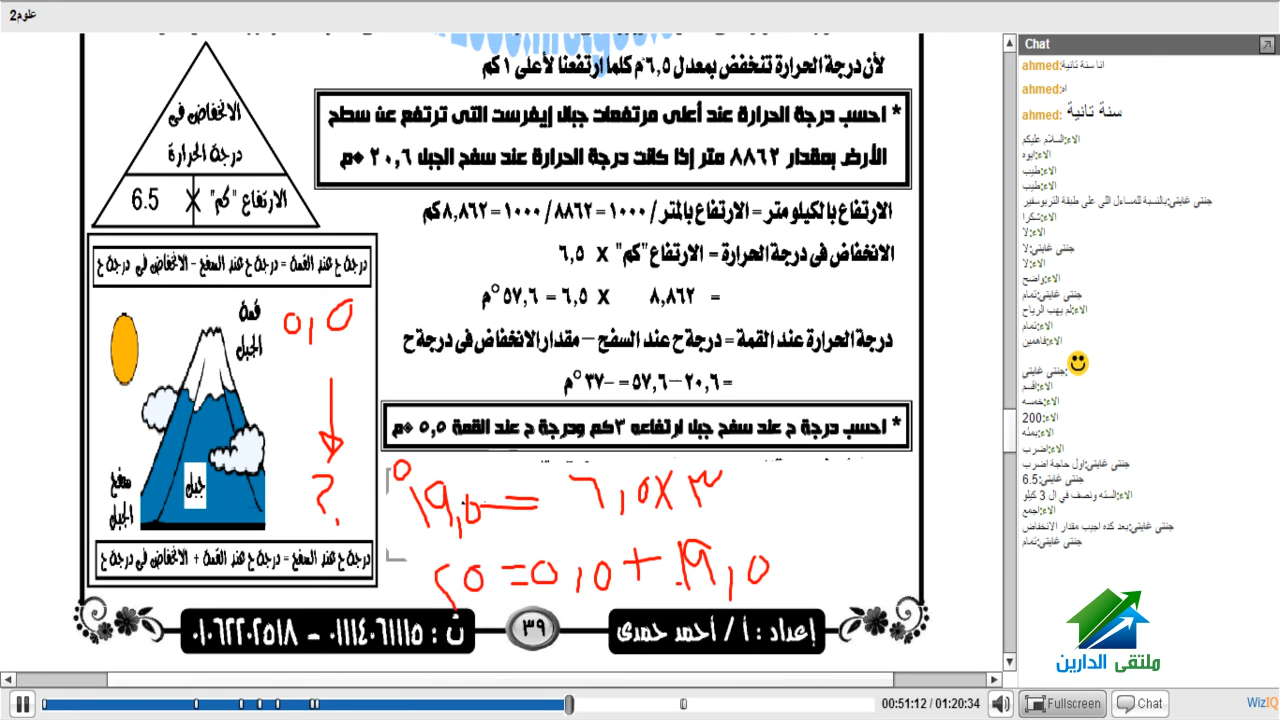 علوم2
لأن درجة الحرارة تنخفض بمعدل ٦,٥°م كلما ارتفعنا لأعلى ١ كم
* احسب درجة الحرارة عند أعلى مرتفعات جبال إيفرست التى ترتفع عن سطح
الأرض بمقدار ٨٨٦٢ متر إذا كانت درجة الحرارة عند سفح الجبل ٢٠,٦ °م
الارتفاع بالكيلو متر = الارتفاع بالمتر / ١٠٠٠ = ٨٨٦٢ / ١٠٠٠ = ٨,٨٦٢ كم
الانخفاض فى درجة الحرارة = الارتفاع "كم" X ٦,٥
= ٨,٨٦٢ X ٦,٥ = ٥٧,٦ °م
درجة الحرارة عند القمة = درجة ح عند السفح – مقدار الانخفاض فى درجة ح
= ٢٠,٦ – ٥٧,٦ = – ٣٧ °م
* احسب درجة ح عند سفح جبل ارتفاعه ٣ كم ودرجة ح عند القمة ٥,٥ °م
٣ X ٦,٥ = ١٩,٥
١٩,٥ + ٥,٥ = ٢٥
الانخفاض فى
درجة الحرارة
الارتفاع "كم" X 6.5
درجة ح عند القمة = درجة ح عند السفح – الانخفاض فى درجة ح
قمة
الجبل
٥,٥
?
جبل
سفح
الجبل
درجة ح عند السفح = درجة ح عند القمة + الانخفاض فى درجة ح
إعداد : أ / أحمد حمدى
٣٩
ت : ٠١١١٤٠٦١١١٥ – ٠١٠٦٢٢٠٢٥١٨
Chat
ahmed: انا سنة تانية
ahmed: اه
ahmed: سنة تانية
الاء: السلام عليكم
الاء: ايوه
الاء: طيب
الاء: طيب
جنتى غايتى: بالنسبة للمساءل اللى على طبقة التربوسفير
الاء: شكرا
الاء: لا
جنتى غايتى: لا
الاء: لا
الاء: واضح
جنتى غايتى: تمام
الاء: لم يهب الرياح
الاء: تمام
الاء: فاهمين
جنتى غايتى:
الاء: اقسم
الاء: خمسه
الاء: 200
الاء: بمئه
الاء: اضرب
جنتى غايتى: اول حاجة اضرب
جنتى غايتى: 6.5
الاء: السته ونصف في ال 3 كيلو
الاء: اجمع
جنتى غايتى: بعد كده اجيب مقدار الانخفاض
جنتى غايتى: تمام
ملتقى الدارين
00:51:12 / 01:20:34
Fullscreen
Chat
WizIQ